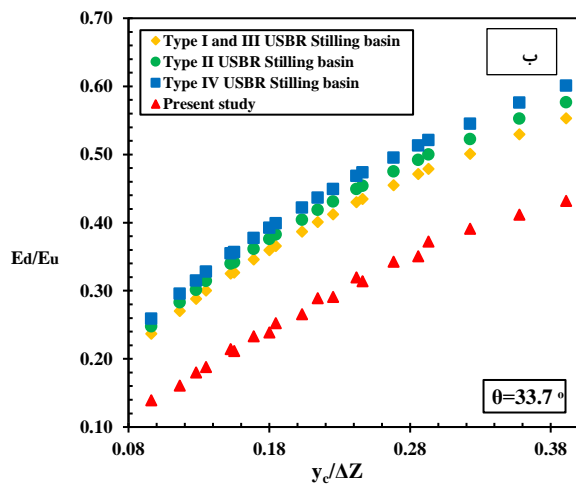 Type I and III USBR Stilling basin
Type II USBR Stilling basin
Type IV USBR Stilling basin
Present study
ب
0.70
0.60
0.50
0.40
0.30
0.20
0.10
Ed/Eu
θ=33.7 °
0.08
0.18
0.28
0.38
y_c/ΔZ